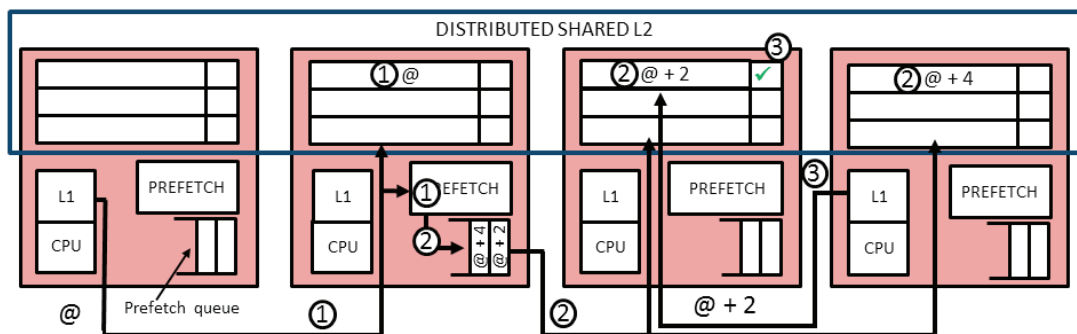 DISTRIBUTED SHARED L2
3
1 @
2 @ + 2 ✓
2 @ + 4
L1
CPU
PREFETCH
L1
CPU
1
PREFETCH
2
@ + 4
@ + 2
L1
CPU
PREFETCH
3
L1
CPU
PREFETCH
Prefetch queue
@
1
2
@ + 2